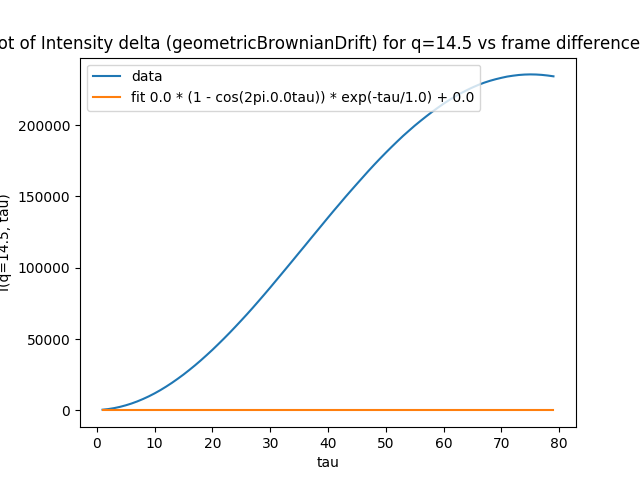 ot of Intensity delta (geometricBrownianDrift) for q=14.5 vs frame difference
data
fit 0.0 * (1 - cos(2pi.0.0tau)) * exp(-tau/1.0) + 0.0
I(q=14.5, tau)
200000
150000
100000
50000
0
0 10 20 30 40 50 60 70 80
tau